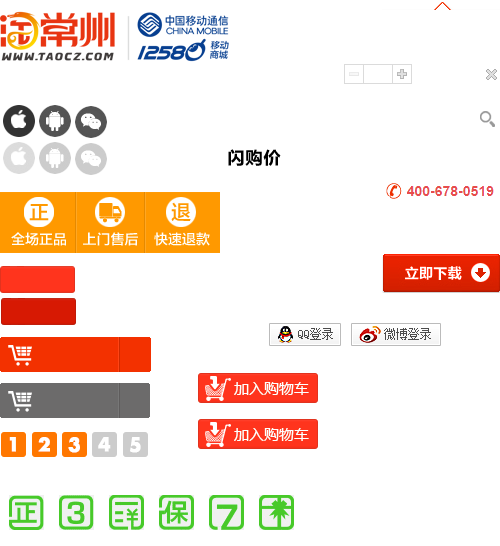 淘常州
WWW.TAOCZ.COM
中国移动通信
CHINA MOBILE
12580 移动商城
闪购价
400-678-0519
正 退
全场正品 上门售后 快速退款
立即下载
QQ登录 微博登录
加入购物车
加入购物车
1 2 3 4 5
正 3 三¥ 保 7